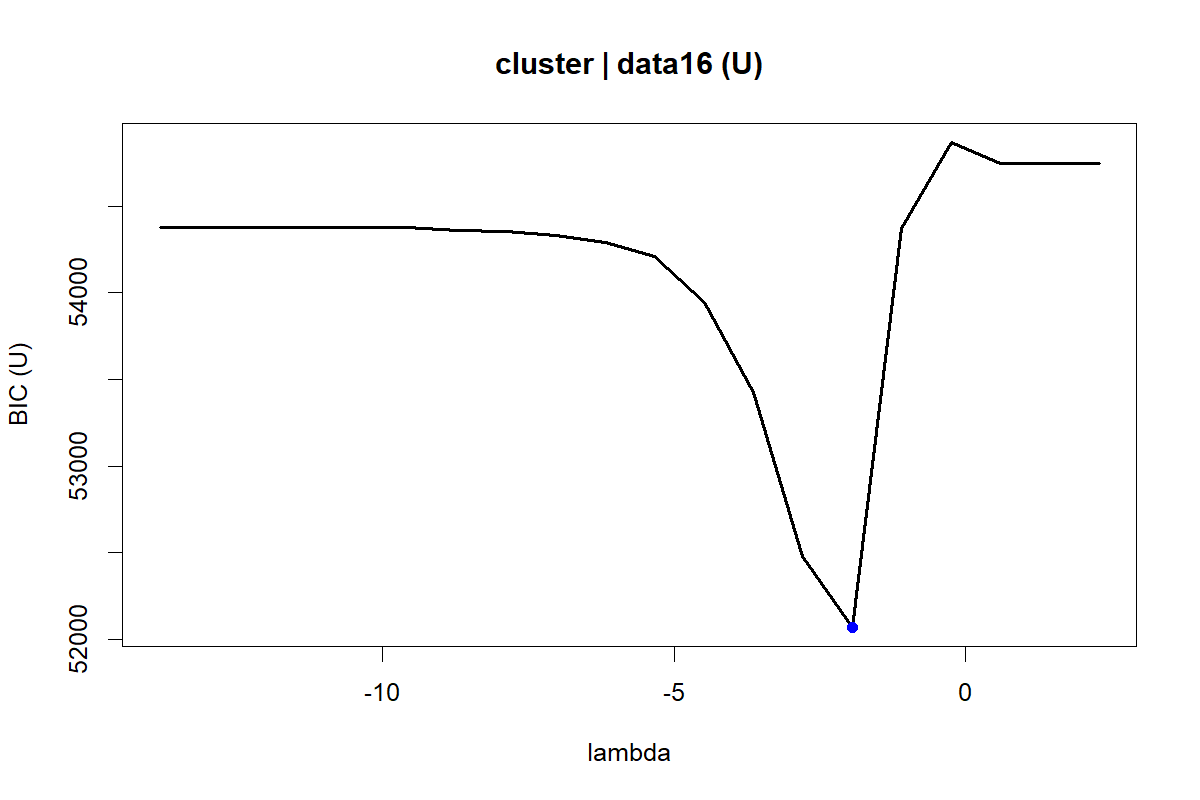 cluster | data16 (U)
BIC (U)
54000
53000
52000
-10 -5 0
lambda